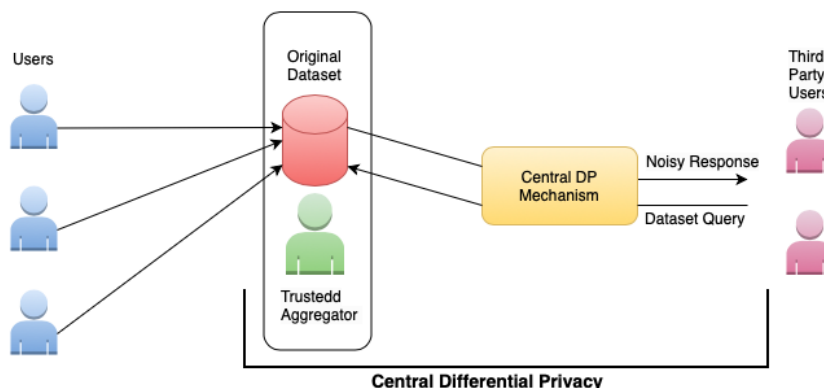 Users
Original
Dataset
Third
Party
Users
Central DP
Mechanism
Noisy Response
Dataset Query
Trustedd
Aggregator
Central Differential Privacy